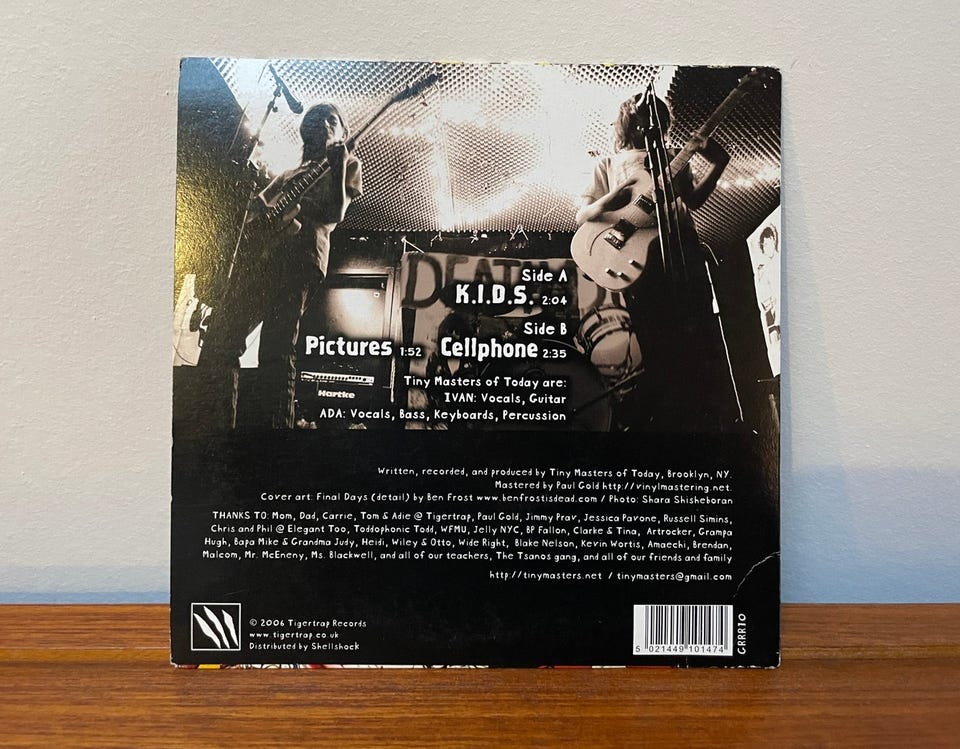 DEATH
Side A
K.I.D.S. 2:04
Side B
Pictures 1:52 Cellphone 2:35
Hartke
Tiny Masters of Today are:
IVAN: Vocals, Guitar
ADA: Vocals, Bass, Keyboards, Percussion
Written, recorded, and produced by Tiny Masters of Today, Brooklyn, NY.
Mastered by Paul Gold http://vinylmastering.net.
Cover art: Final Days (detail) by Ben Frost www.benfrostisdead.com / Photo: Shara Shisheboran
THANKS TO: Mom, Dad, Carrie, Tom & Adie @ Tigertrap, Paul Gold, Jimmy Prav, Jessica Pavone, Russell Simins,
Chris and Phil @ Elegant Too, Toddophonic Todd, WFMU, Jelly NYC, BP Fallon, Clarke & Tina, Artrocker, Grampa
Hugh, Bapa Mike & Grandma Judy, Heidi, Wiley & Otto, Wide Right, Blake Nelson, Kevin Wortis, Amaechi, Brendan,
Malcom, Mr. McEneny, Ms. Blackwell, and all of our teachers, The Tsanos gang, and all of our friends and family
http://tinymasters.net / tinymasters@gmail.com
© 2006 Tigertrap Records
www.tigertrap.co.uk
Distributed by Shellshock
5 021449 101474
GRRR10